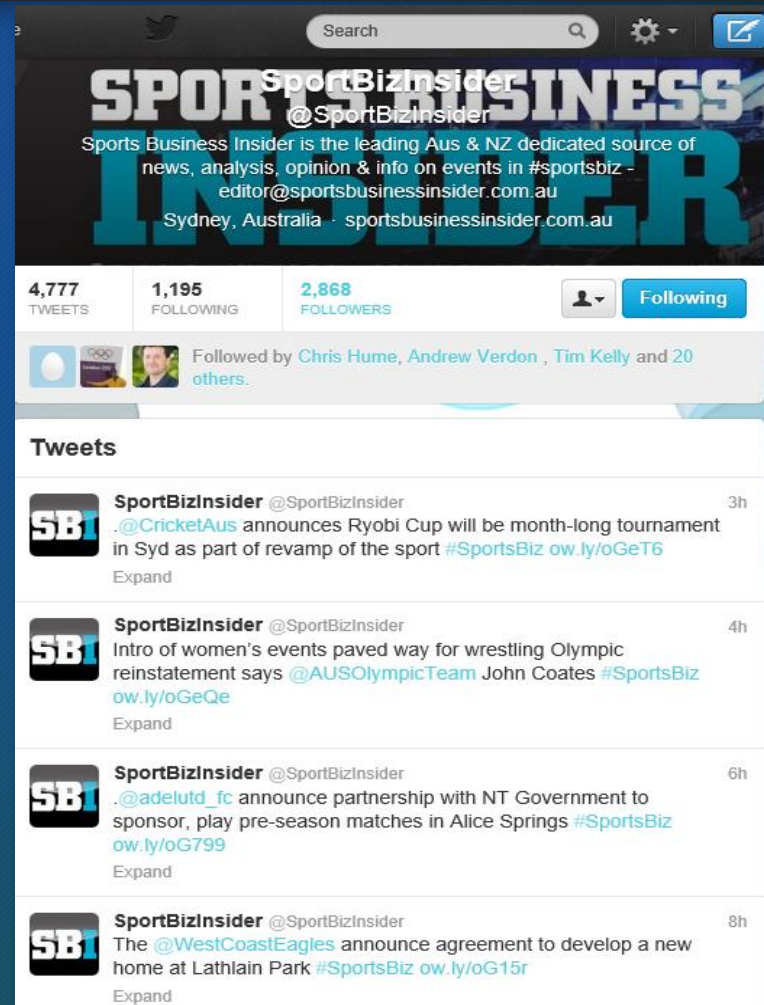 e
Search
SPORTS BUSINESS
INSIDER
SportBizInsider
@SportBizInsider
Sports Business Insider is the leading Aus & NZ dedicated source of
news, analysis, opinion & info on events in #sportsbiz -
editor@sportsbusinessinsider.com.au
Sydney, Australia · sportsbusinessinsider.com.au
4,777 1,195 2,868
TWEETS FOLLOWING FOLLOWERS
Following
Followed by Chris Hume, Andrew Verdon , Tim Kelly and 20
others.
Tweets
SportBizInsider @SportBizInsider 3h
SBI
.@CricketAus announces Ryobi Cup will be month-long tournament
in Syd as part of revamp of the sport #SportsBiz ow.ly/oGeT6
Expand
SportBizInsider @SportBizInsider 4h
SBI
Intro of women's events paved way for wrestling Olympic
reinstatement says @AUSOlympicTeam John Coates #SportsBiz
ow.ly/oGeQe
Expand
SportBizInsider @SportBizInsider 6h
SBI
.@adelutd_fc announce partnership with NT Government to
sponsor, play pre-season matches in Alice Springs #SportsBiz
ow.ly/oG799
Expand
SportBizInsider @SportBizInsider 8h
SBI
The @WestCoastEagles announce agreement to develop a new
home at Lathlain Park #SportsBiz ow.ly/oG15r
Expand